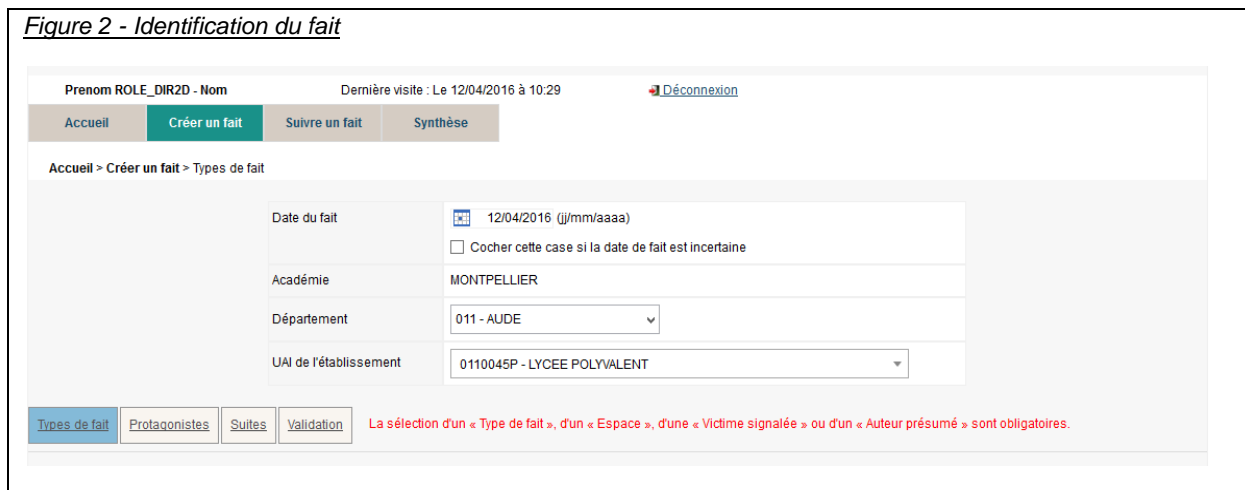 Figure 2 - Identification du fait
Prenom ROLE_DIR2D - Nom Dernière visite : Le 12/04/2016 à 10:29 Déconnexion
Accueil Créer un fait Suivre un fait Synthèse
Accueil > Créer un fait > Types de fait
Date du fait 12/04/2016 (jj/mm/aaaa)
Cocher cette case si la date de fait est incertaine
Académie MONTPELLIER
Département 011 - AUDE
UAI de l'établissement 0110045P - LYCEE POLYVALENT
Types de fait Protagonistes Suites Validation La sélection d'un « Type de fait », d'un « Espace », d'une « Victime signalée » ou d'un « Auteur présumé » sont obligatoires.